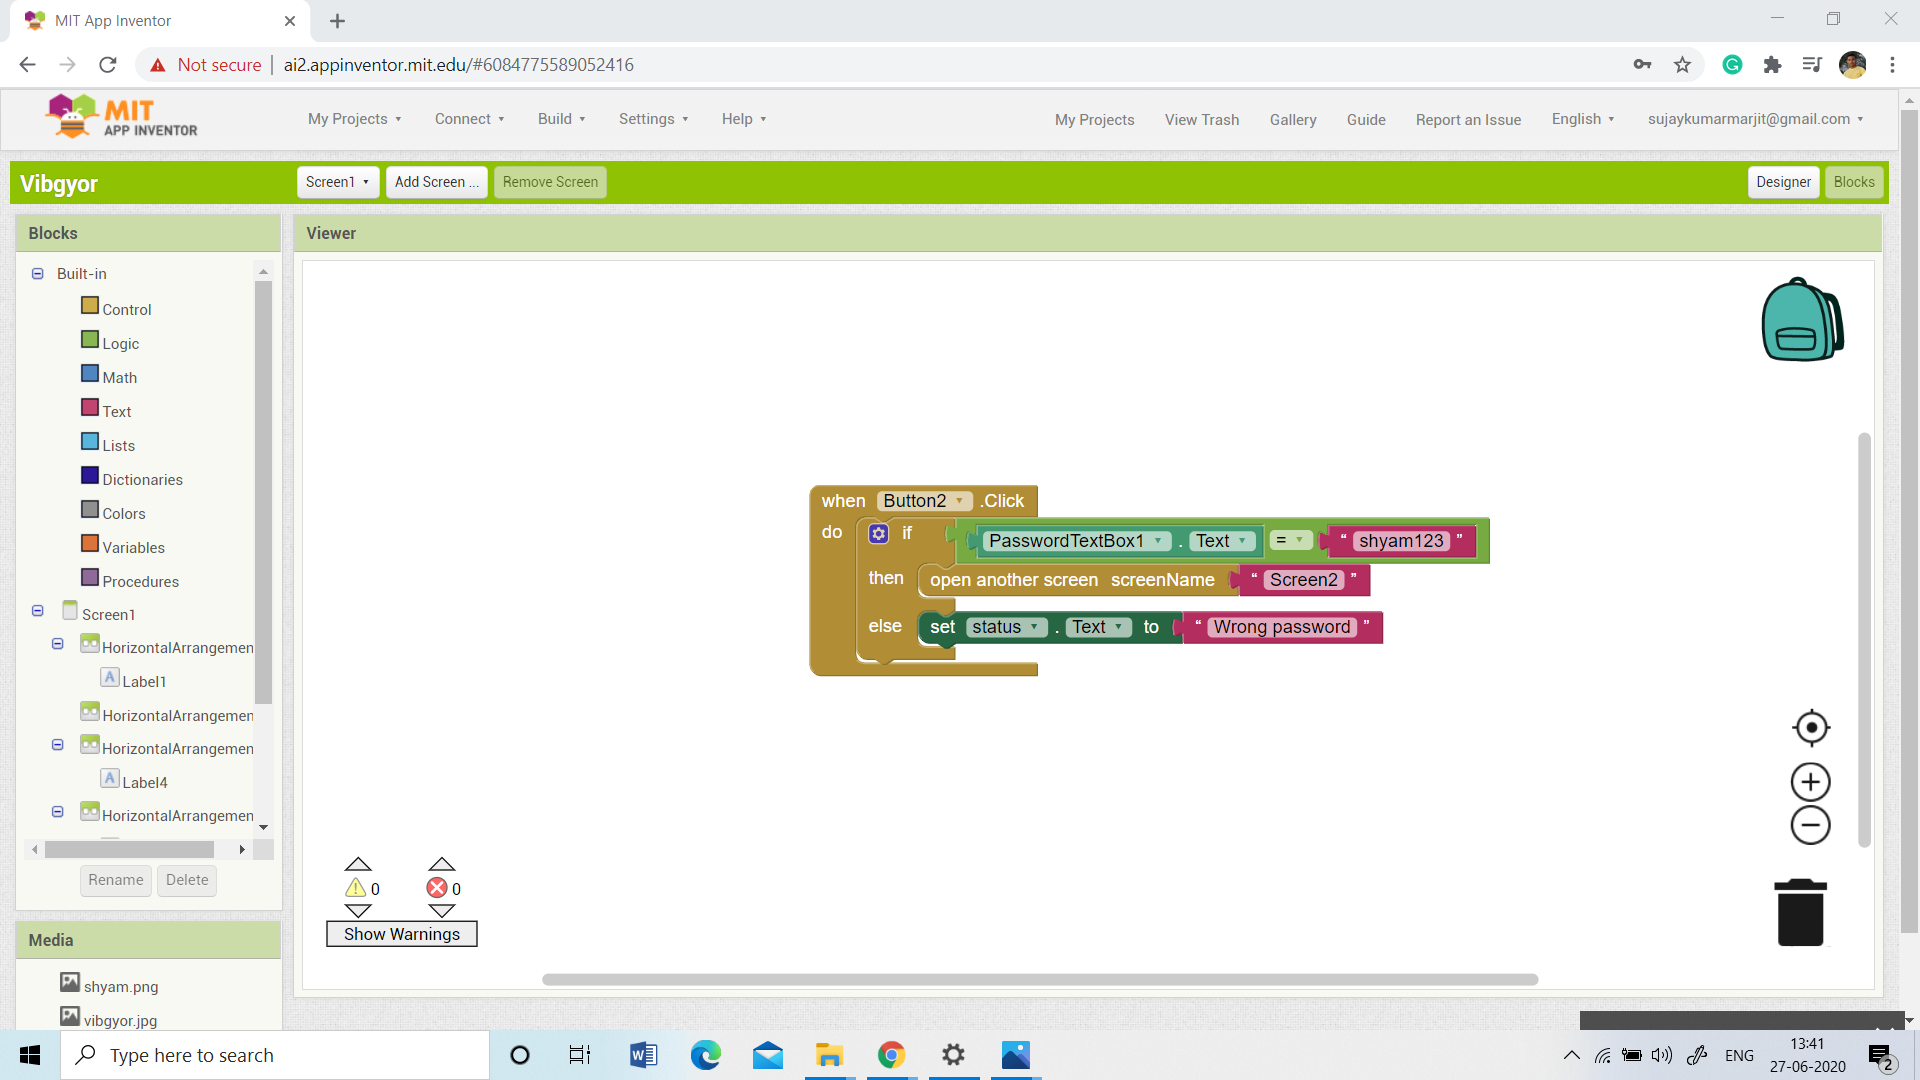 MIT App Inventor
Not secure | ai2.appinventor.mit.edu/#6084775589052416
MIT
APP INVENTOR
My Projects Connect Build Settings Help My Projects View Trash Gallery Guide Report an Issue English sujaykumarmarjit@gmail.com
Vibgyor Screen1 Add Screen ... Remove Screen Designer Blocks
Blocks
Viewer
Built-in
Control
Logic
Math
Text
Lists
Dictionaries
Colors
Variables
Procedures
Screen1
HorizontalArrangemen
Label1
HorizontalArrangemen
HorizontalArrangemen
Label4
HorizontalArrangemen
Rename Delete
when Button2 .Click
do if PasswordTextBox1 . Text = “ shyam123 ”
then open another screen screenName “ Screen2 ”
else set status . Text to “ Wrong password ”
0 0
Show Warnings
Media
shyam.png
vibgyor.jpg
Type here to search
ENG
13:41
27-06-2020
2